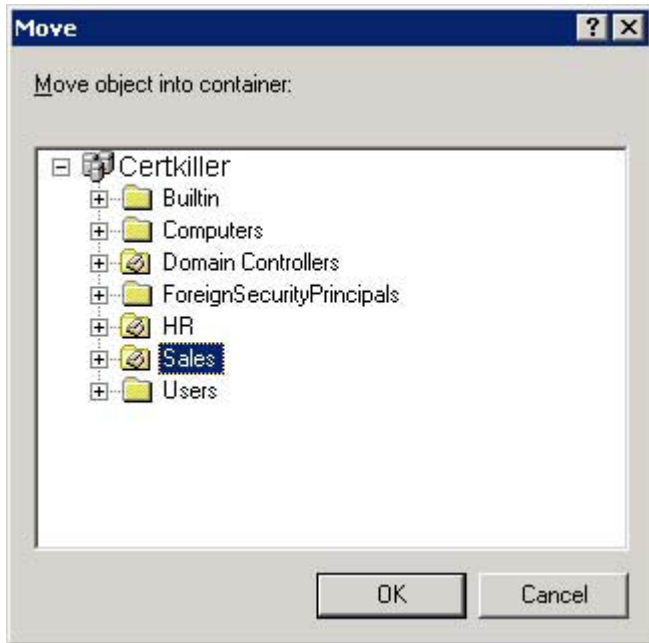 Move
Move object into container:
Certkiller
Builtin
Computers
Domain Controllers
ForeignSecurityPrincipals
HR
Sales
Users
OK Cancel